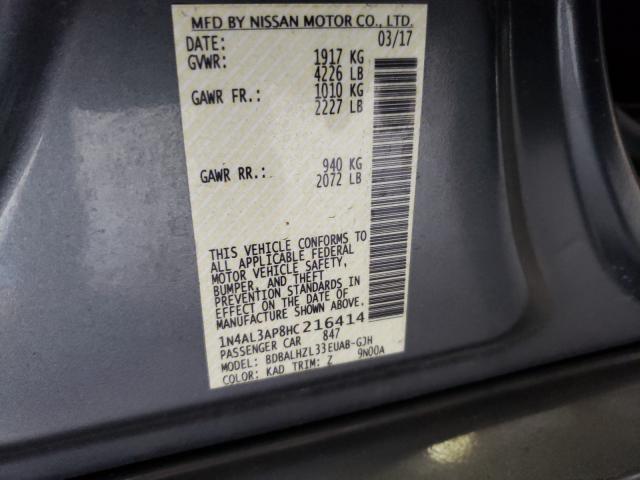 MFD BY NISSAN MOTOR CO., LTD.
DATE: 03/17
GVWR: 1917 KG
4226 LB
GAWR FR.: 1010 KG
2227 LB
GAWR RR.: 940 KG
2072 LB
THIS VEHICLE CONFORMS TO
ALL APPLICABLE FEDERAL
MOTOR VEHICLE SAFETY,
BUMPER, AND THEFT
PREVENTION STANDARDS IN
EFFECT ON THE DATE OF
MANUFACTURE SHOWN ABOVE.
1N4AL3AP8HC216414
PASSENGER CAR 847
MODEL: BDBALHZL33EUAB-GJH
COLOR: KAD TRIM: Z 9N00A